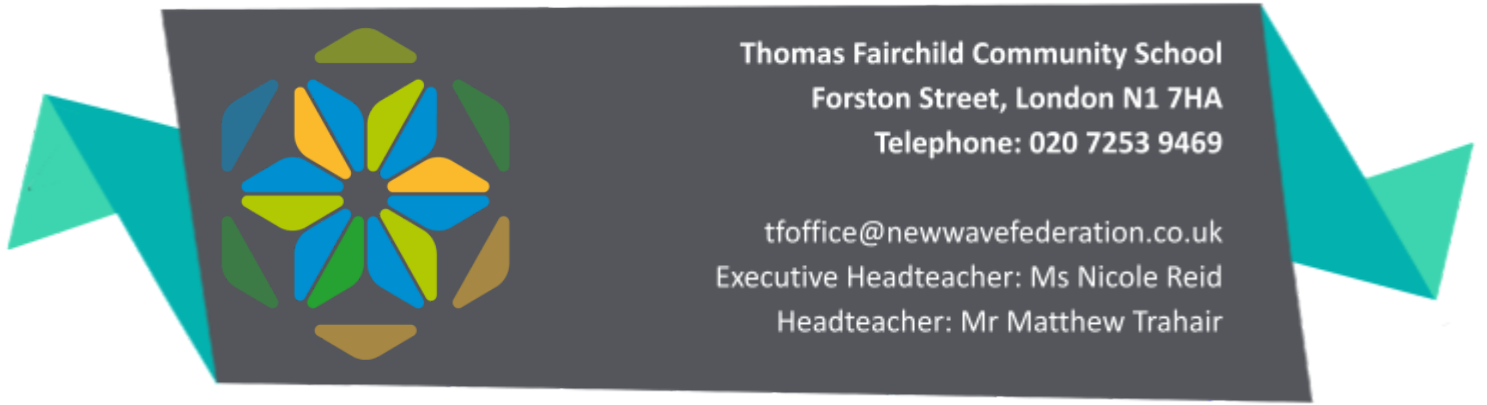 Thomas Fairchild Community School
Forston Street, London N1 7HA
Telephone: 020 7253 9469
tfoffice@newwavefederation.co.uk
Executive Headteacher: Ms Nicole Reid
Headteacher: Mr Matthew Trahair